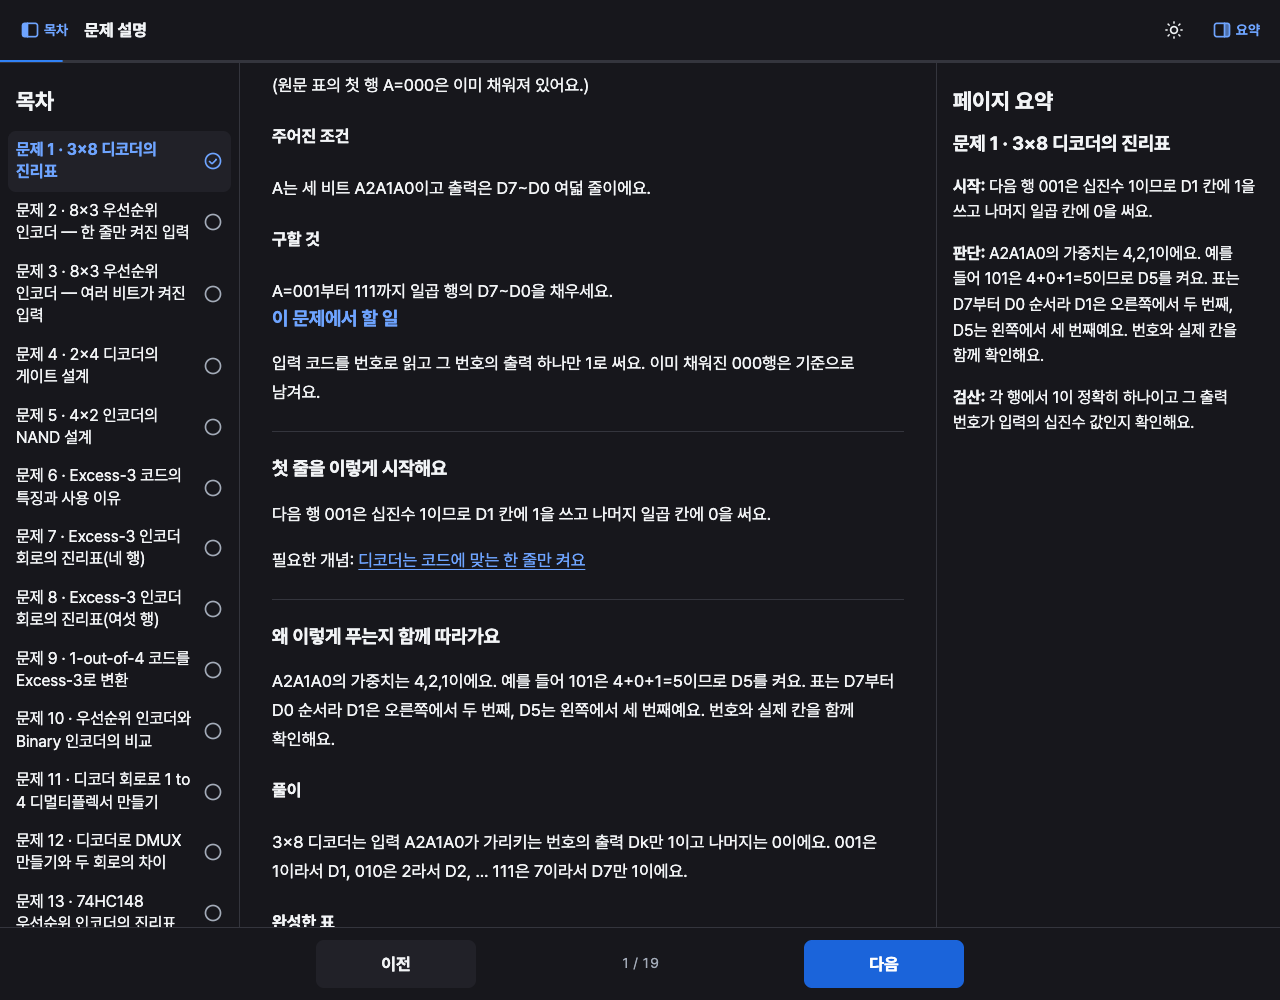 목차
문제 설명
요약
목차
문제 1 · 3×8 디코더의
진리표
문제 2 · 8×3 우선순위
인코더 — 한 줄만 켜진 입력
문제 3 · 8×3 우선순위
인코더 — 여러 비트가 켜진
입력
문제 4 · 2×4 디코더의
게이트 설계
문제 5 · 4×2 인코더의
NAND 설계
문제 6 · Excess-3 코드의
특징과 사용 이유
문제 7 · Excess-3 인코더
회로의 진리표(네 행)
문제 8 · Excess-3 인코더
회로의 진리표(여섯 행)
문제 9 · 1-out-of-4 코드를
Excess-3로 변환
문제 10 · 우선순위 인코더와
Binary 인코더의 비교
문제 11 · 디코더 회로로 1 to
4 디멀티플렉서 만들기
문제 12 · 디코더로 DMUX
만들기와 두 회로의 차이
문제 13 · 74HC148
우선순위 인코더의 진리표
(원문 표의 첫 행 A=000은 이미 채워져 있어요.)
주어진 조건
A는 세 비트 A2A1A0이고 출력은 D7~D0 여덟 줄이에요.
구할 것
A=001부터 111까지 일곱 행의 D7~D0을 채우세요.
이 문제에서 할 일
입력 코드를 번호로 읽고 그 번호의 출력 하나만 1로 써요. 이미 채워진 000행은 기준으로
남겨요.
첫 줄을 이렇게 시작해요
다음 행 001은 십진수 1이므로 D1 칸에 1을 쓰고 나머지 일곱 칸에 0을 써요.
필요한 개념: 디코더는 코드에 맞는 한 줄만 켜요
왜 이렇게 푸는지 함께 따라가요
A2A1A0의 가중치는 4,2,1이에요. 예를 들어 101은 4+0+1=5이므로 D5를 켜요. 표는 D7부터
D0 순서라 D1은 오른쪽에서 두 번째, D5는 왼쪽에서 세 번째예요. 번호와 실제 칸을 함께
확인해요.
풀이
3×8 디코더는 입력 A2A1A0가 가리키는 번호의 출력 Dk만 1이고 나머지는 0이에요. 001은
1이라서 D1, 010은 2라서 D2, … 111은 7이라서 D7만 1이에요.
완성한 표
페이지 요약
문제 1 · 3×8 디코더의 진리표
시작: 다음 행 001은 십진수 1이므로 D1 칸에 1을
쓰고 나머지 일곱 칸에 0을 써요.
판단: A2A1A0의 가중치는 4,2,1이에요. 예를
들어 101은 4+0+1=5이므로 D5를 켜요. 표는
D7부터 D0 순서라 D1은 오른쪽에서 두 번째,
D5는 왼쪽에서 세 번째예요. 번호와 실제 칸을
함께 확인해요.
검산: 각 행에서 1이 정확히 하나이고 그 출력
번호가 입력의 십진수 값인지 확인해요.
이전
1 / 19
다음